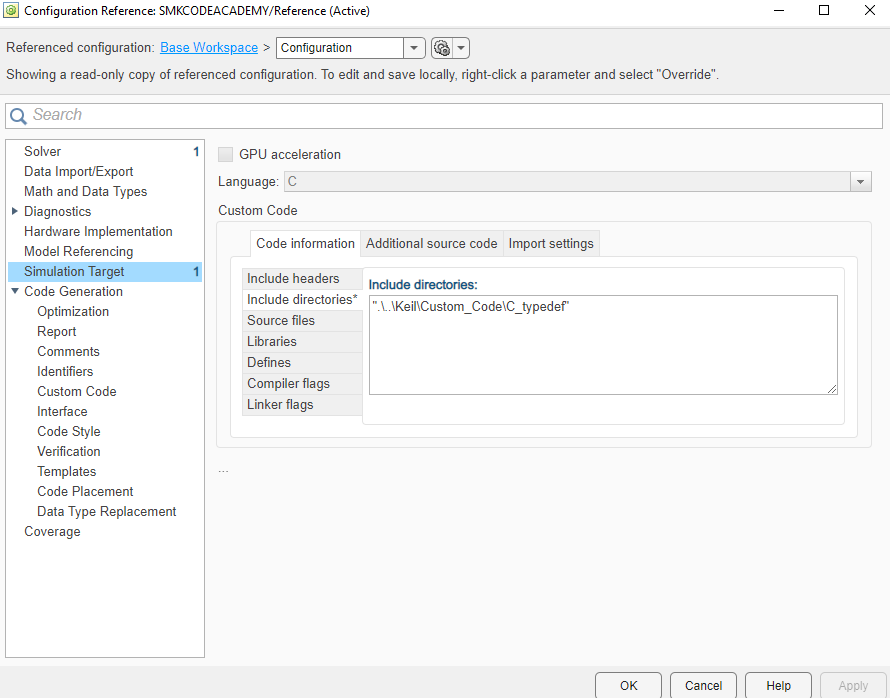 Configuration Reference: SMKCODEACADEMY/Reference (Active)
Referenced configuration: Base Workspace > Configuration
Showing a read-only copy of referenced configuration. To edit and save locally, right-click a parameter and select "Override".
Search
Solver 1
Data Import/Export
Math and Data Types
Diagnostics
Hardware Implementation
Model Referencing
Simulation Target 1
Code Generation
Optimization
Report
Comments
Identifiers
Custom Code
Interface
Code Style
Verification
Templates
Code Placement
Data Type Replacement
Coverage
GPU acceleration
Language: C
Custom Code
Code information Additional source code Import settings
Include headers
Include directories*
Source files
Libraries
Defines
Compiler flags
Linker flags
Include directories:
".\..\Keil\Custom_Code\C_typedef"
...
OK Cancel Help Apply